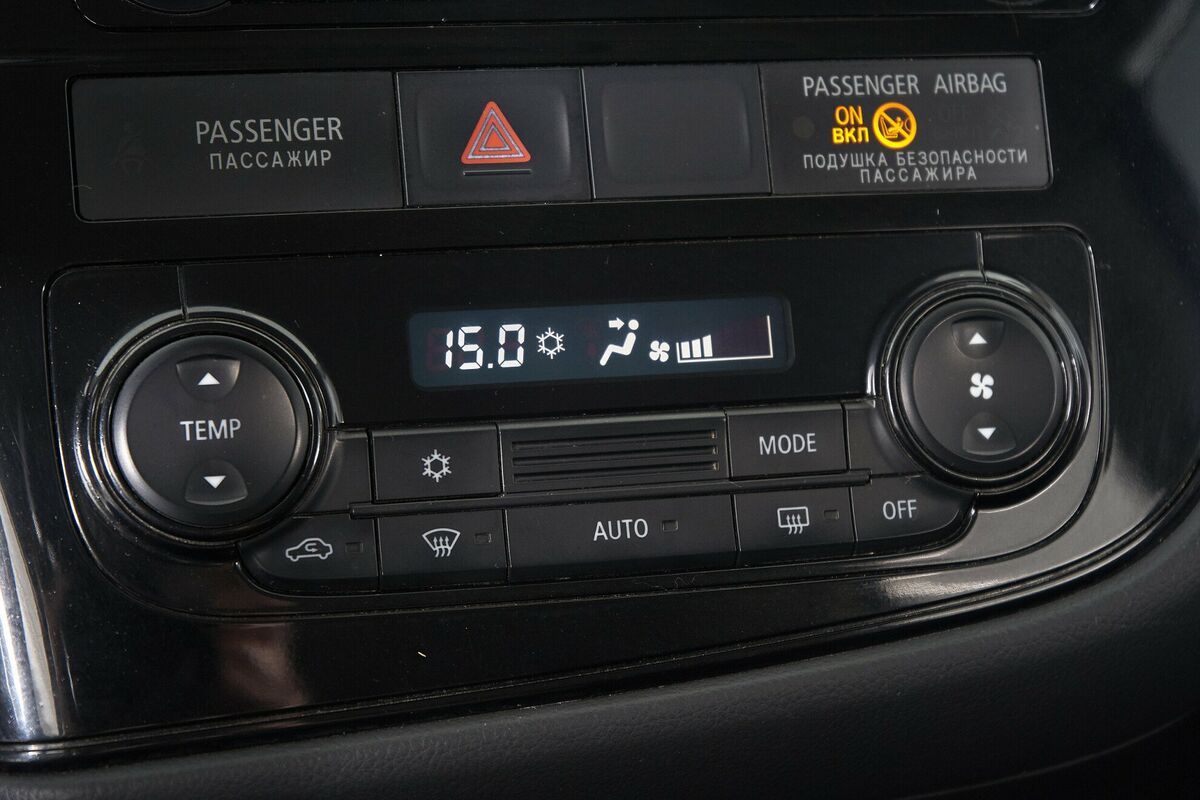 PASSENGER
ПАССАЖИР
PASSENGER AIRBAG
ON
ВКЛ
ПОДУШКА БЕЗОПАСНОСТИ
ПАССАЖИРА
15.0
TEMP
MODE
AUTO
OFF